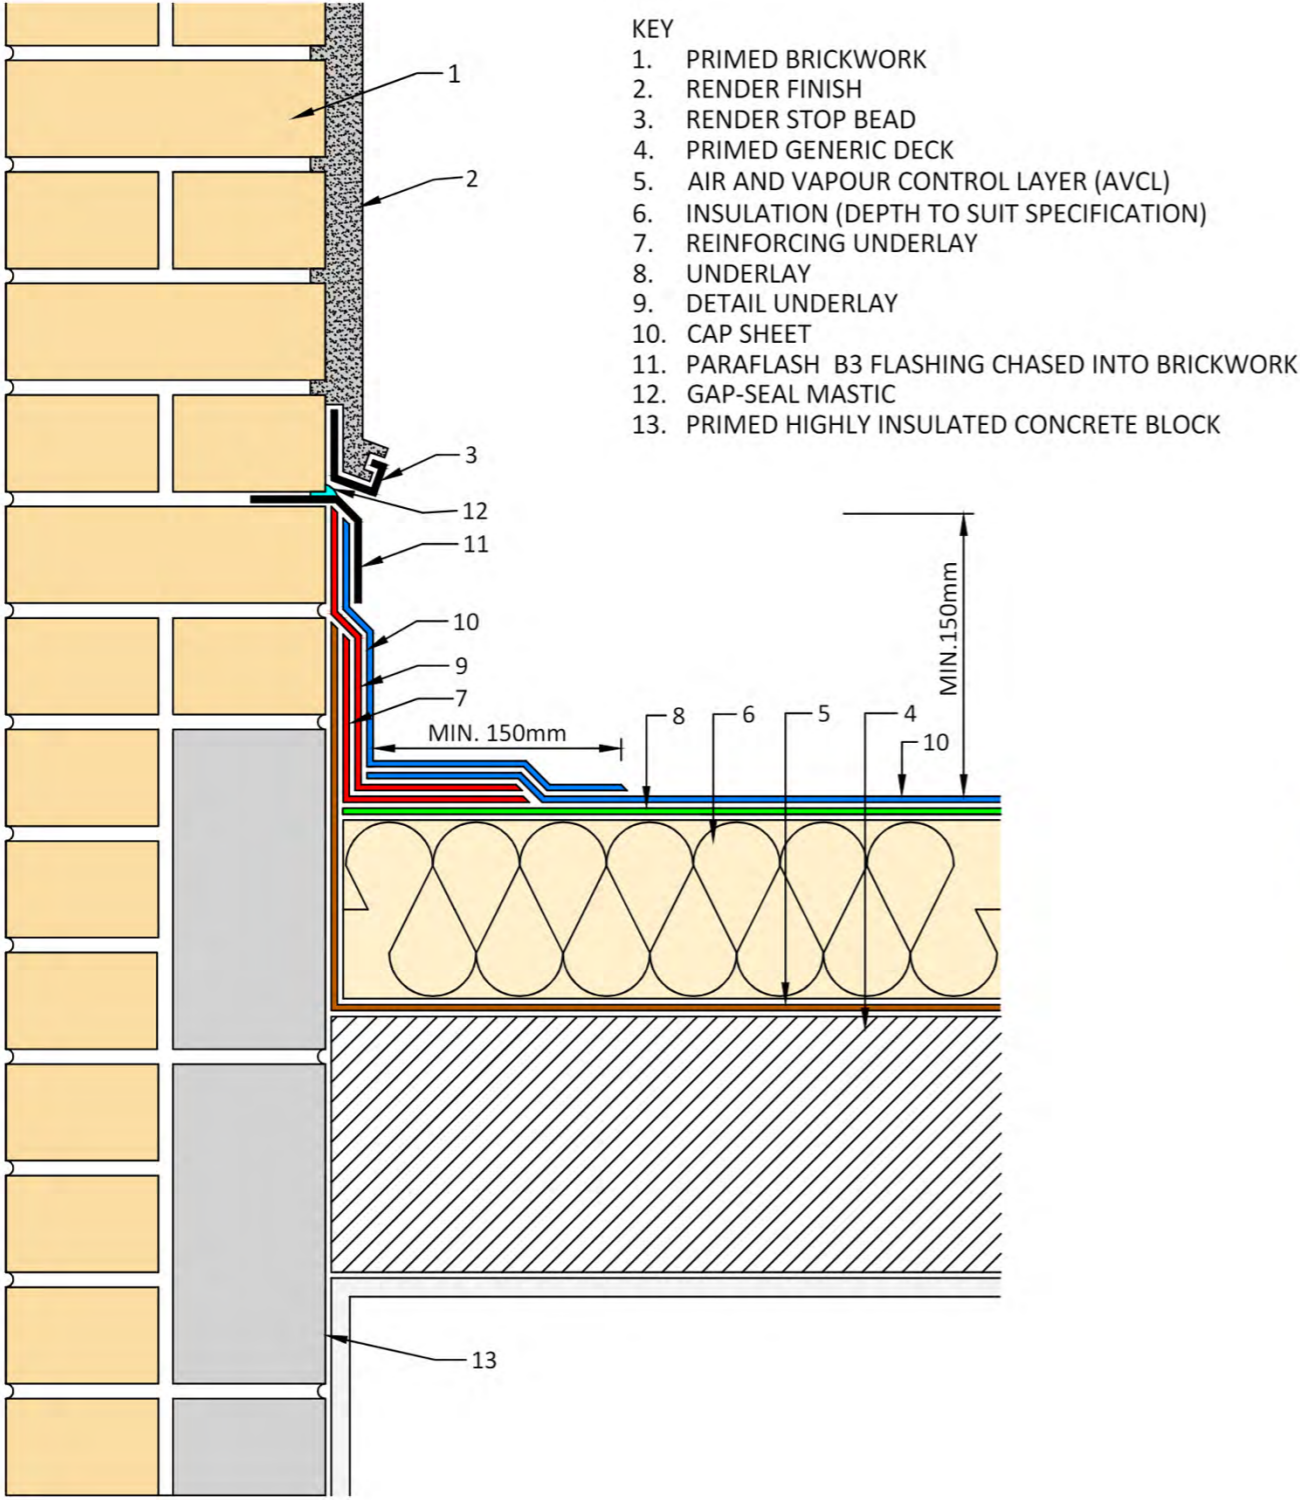 KEY
1. PRIMED BRICKWORK
2. RENDER FINISH
3. RENDER STOP BEAD
4. PRIMED GENERIC DECK
5. AIR AND VAPOUR CONTROL LAYER (AVCL)
6. INSULATION (DEPTH TO SUIT SPECIFICATION)
7. REINFORCING UNDERLAY
8. UNDERLAY
9. DETAIL UNDERLAY
10. CAP SHEET
11. PARAFLASH B3 FLASHING CHASED INTO BRICKWORK
12. GAP-SEAL MASTIC
13. PRIMED HIGHLY INSULATED CONCRETE BLOCK
1
2
3
12
11
10
9
7
MIN. 150mm
8
6
5
4
10
MIN.150mm
13